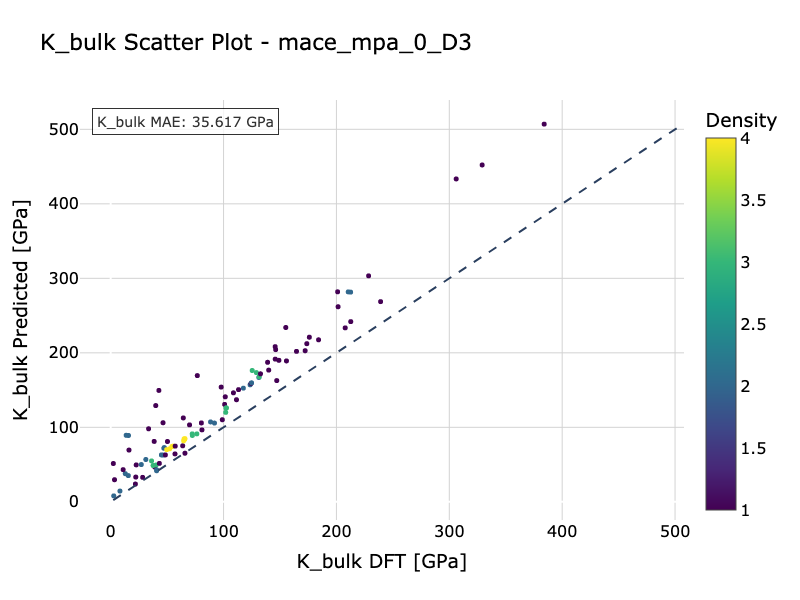 K_bulk Scatter Plot - mace_mpa_0_D3
K_bulk MAE: 35.617 GPa
Density
4
3.5
3
2.5
2
1.5
1
K_bulk Predicted [GPa]
500
400
300
200
100
0
0 100 200 300 400 500
K_bulk DFT [GPa]